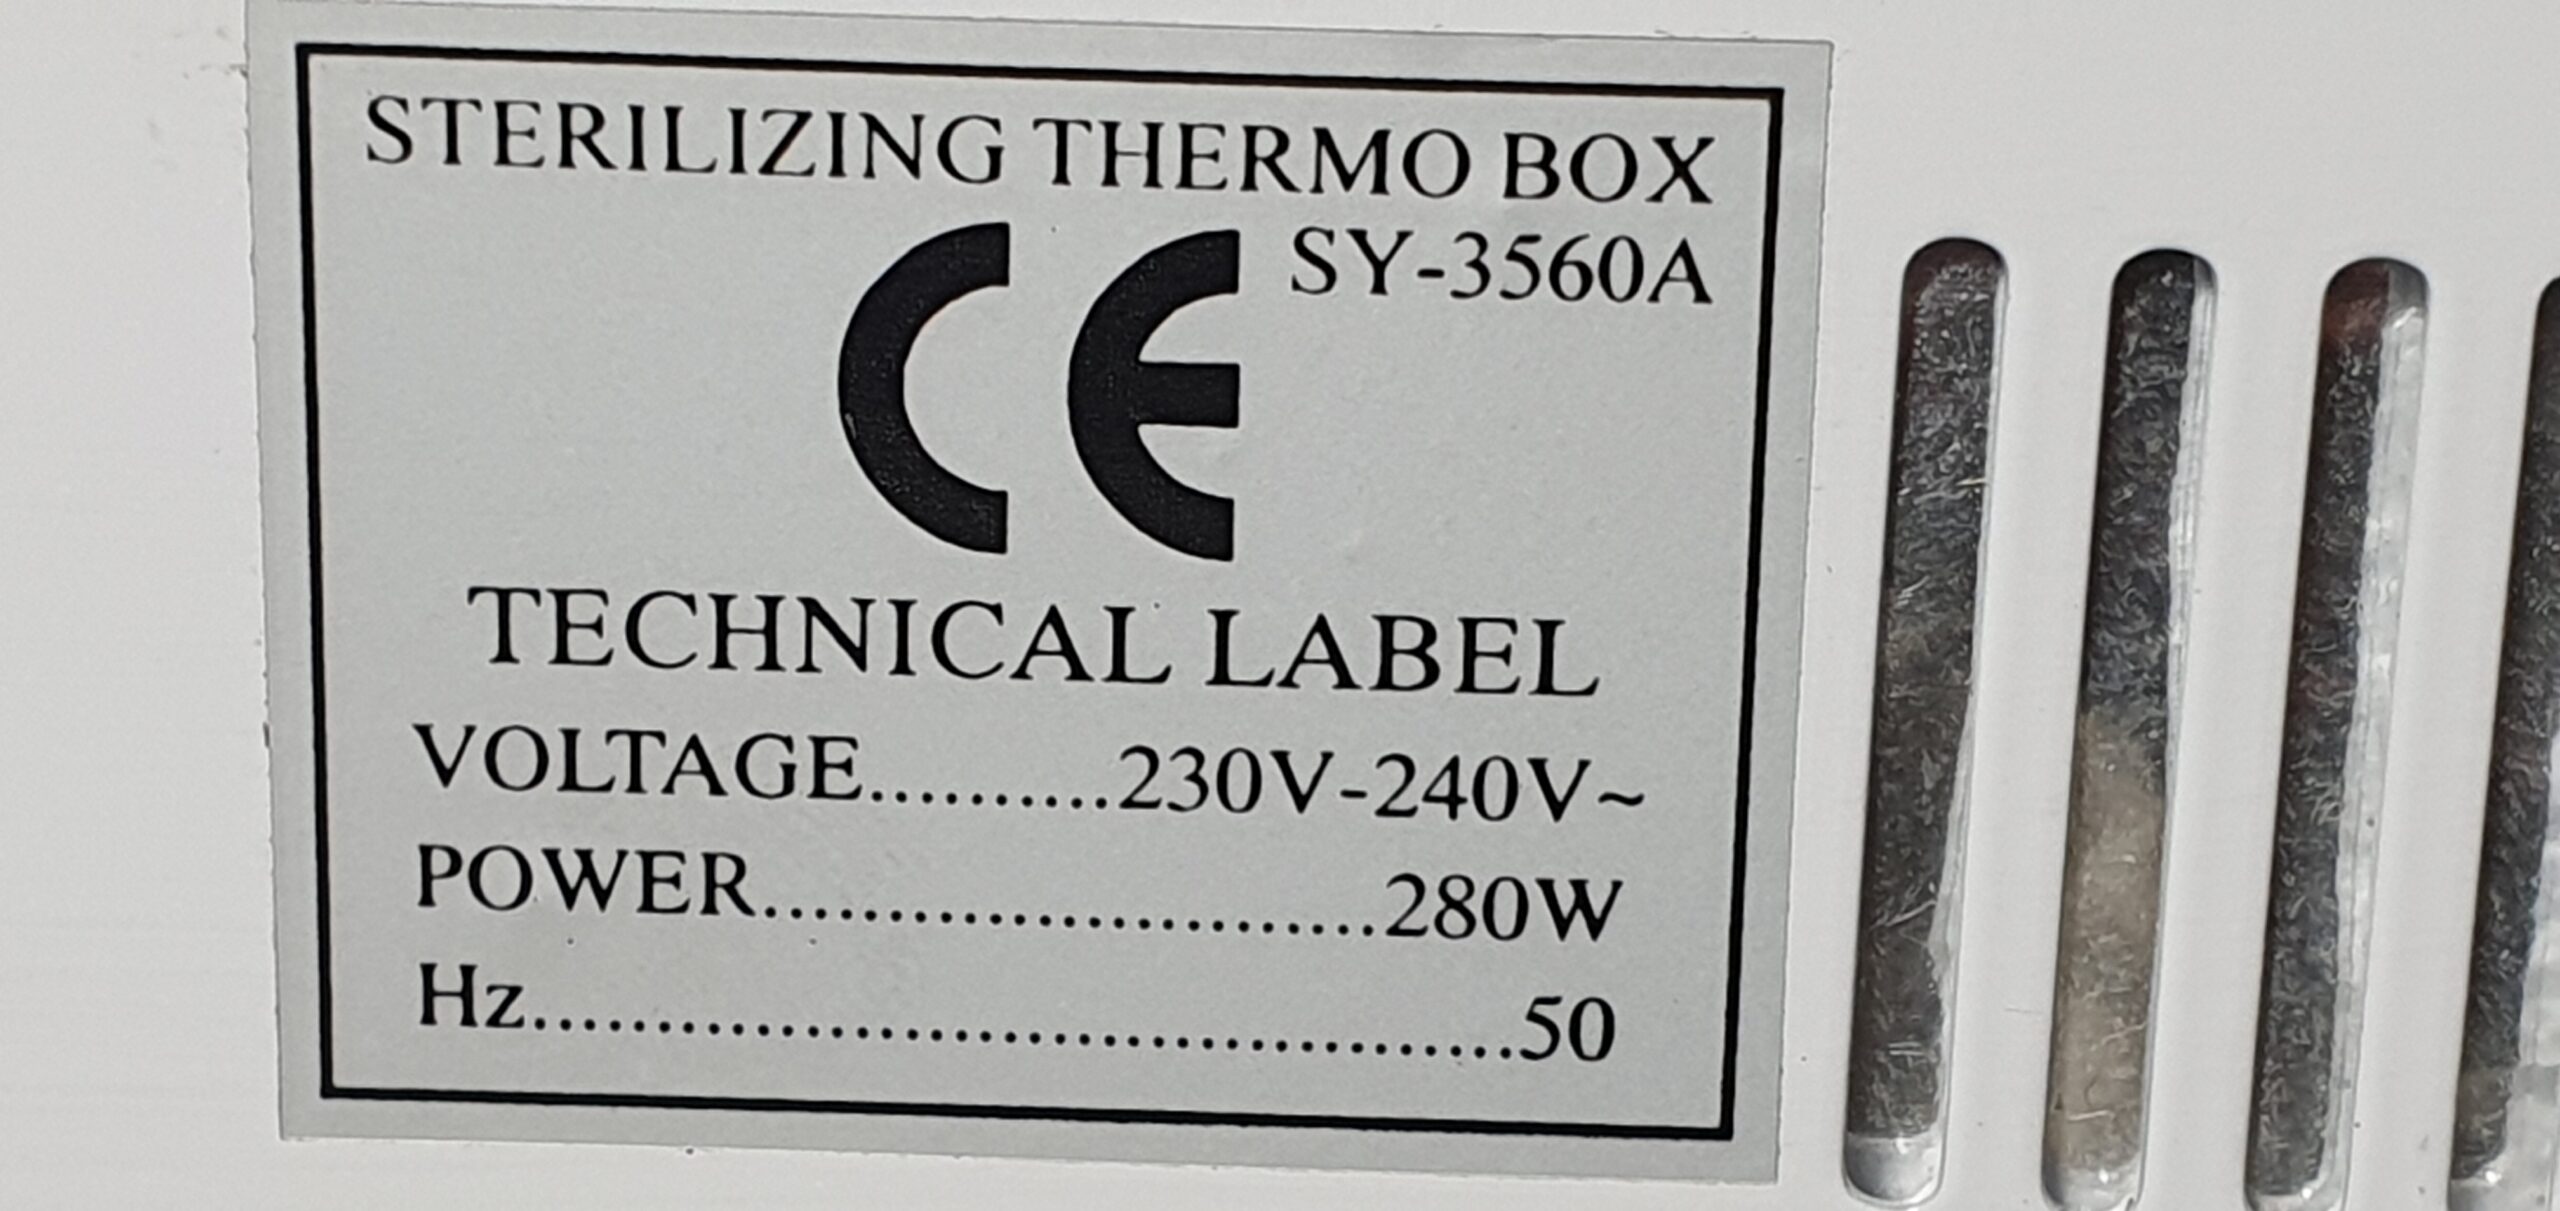 STERILIZING THERMO BOX
CE SY-3560A
TECHNICAL LABEL
VOLTAGE..........230V-240V~
POWER.........................280W
Hz........................................50